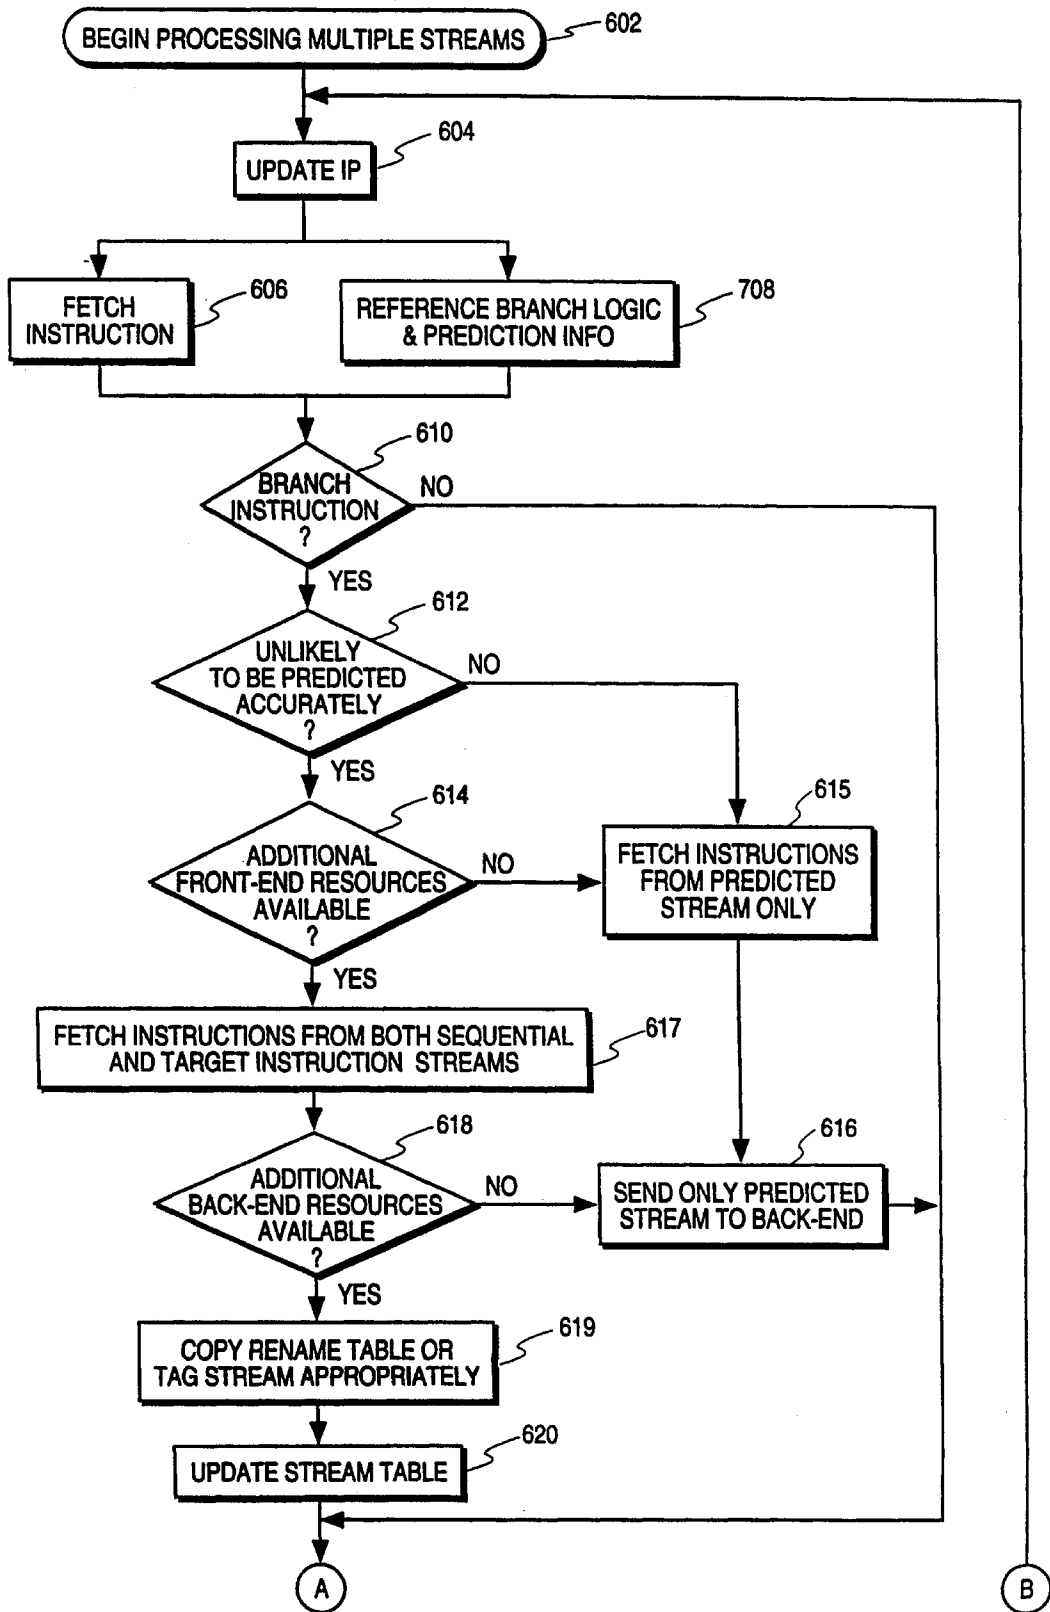 BEGIN PROCESSING MULTIPLE STREAMS
602
604
UPDATE IP
FETCH
INSTRUCTION
606
REFERENCE BRANCH LOGIC
& PREDICTION INFO
708
610
BRANCH
INSTRUCTION
?
NO
YES
612
UNLIKELY
TO BE PREDICTED
ACCURATELY
?
NO
YES
614
ADDITIONAL
FRONT-END RESOURCES
AVAILABLE
?
NO
YES
615
FETCH INSTRUCTIONS
FROM PREDICTED
STREAM ONLY
FETCH INSTRUCTIONS FROM BOTH SEQUENTIAL
AND TARGET INSTRUCTION STREAMS
617
618
ADDITIONAL
BACK-END RESOURCES
AVAILABLE
?
NO
YES
616
SEND ONLY PREDICTED
STREAM TO BACK-END
COPY RENAME TABLE OR
TAG STREAM APPROPRIATELY
619
UPDATE STREAM TABLE
620
A
B